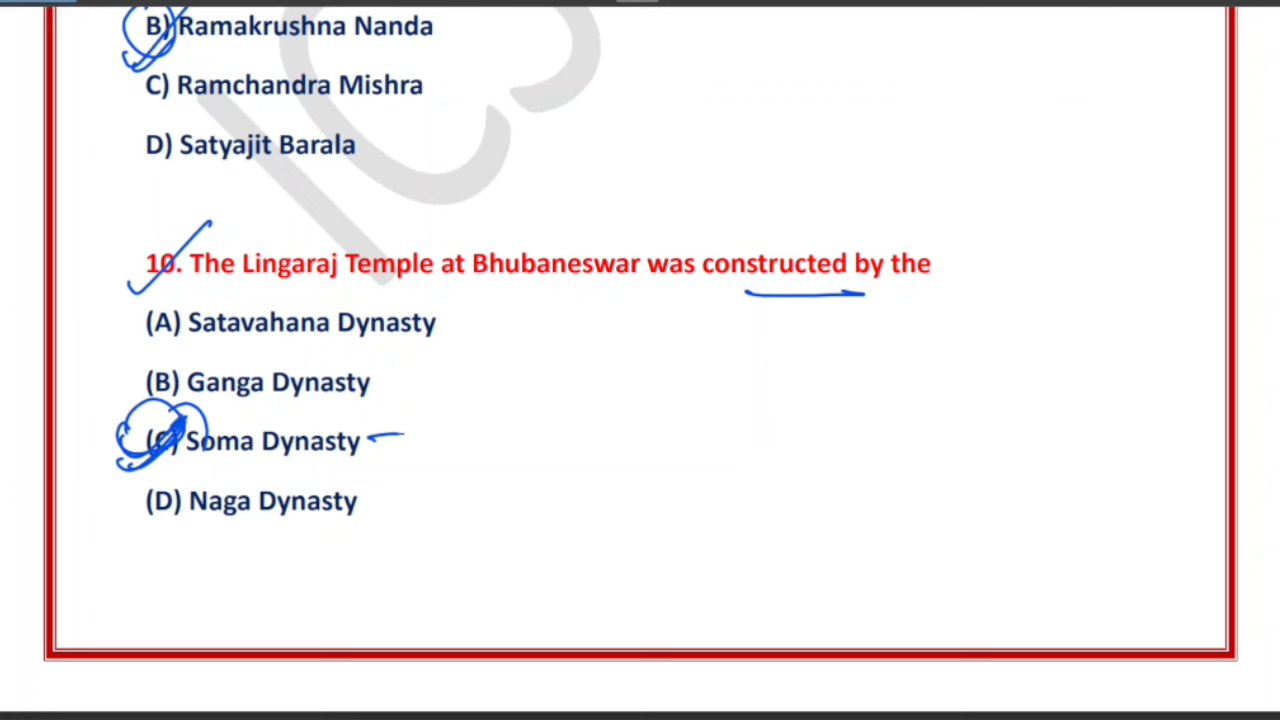 B) Ramakrushna Nanda
C) Ramchandra Mishra
D) Satyajit Barala
10. The Lingaraj Temple at Bhubaneswar was constructed by the
(A) Satavahana Dynasty
(B) Ganga Dynasty
(C) Soma Dynasty
(D) Naga Dynasty